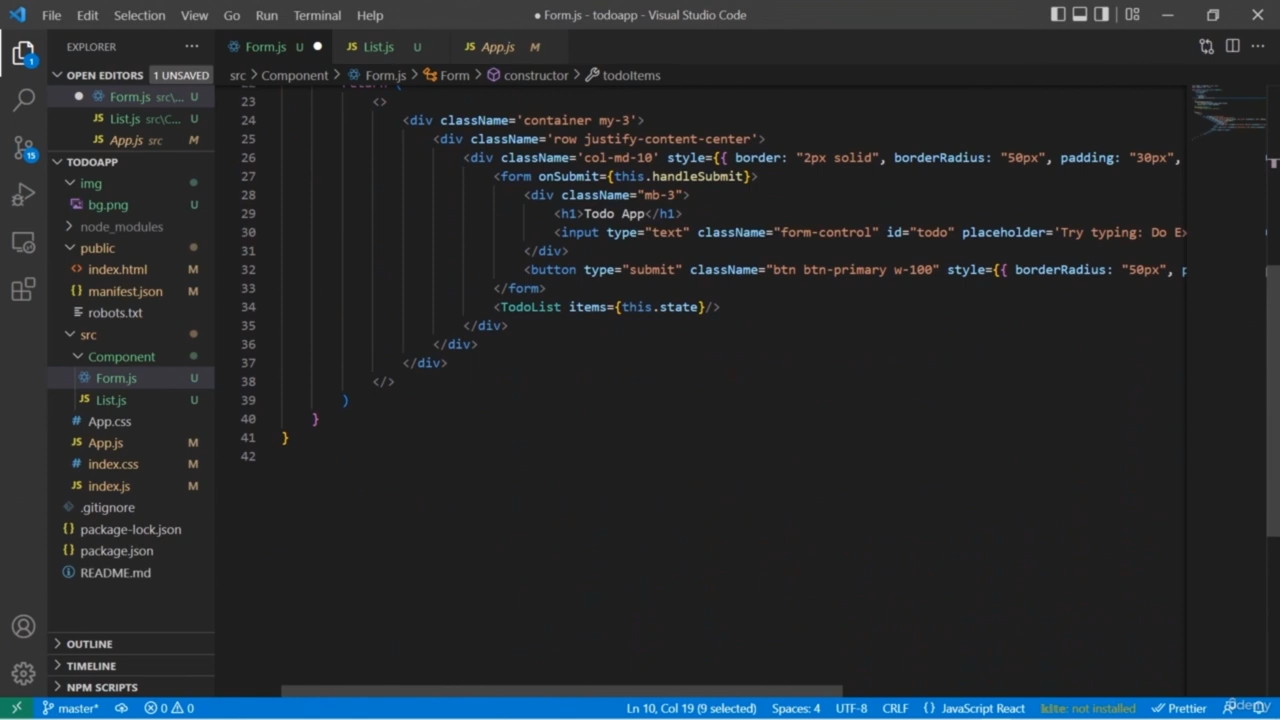 File Edit Selection View Go Run Terminal Help
● Form.js - todoapp - Visual Studio Code
EXPLORER
OPEN EDITORS 1 UNSAVED
Form.js src\... U
List.js src\C... U
App.js src M
TODOAPP
img
bg.png U
node_modules
public
index.html M
manifest.json M
robots.txt
src
Component
Form.js U
List.js U
App.css
App.js M
index.css M
index.js M
.gitignore
package-lock.json
package.json
README.md
OUTLINE
TIMELINE
NPM SCRIPTS
1
15
Form.js U
List.js U
App.js M
src > Component > Form.js > Form > constructor > todoItems
23 <>
24 <div className='container my-3'>
25 <div className='row justify-content-center'>
26 <div className='col-md-10' style={{ border: "2px solid", borderRadius: "50px", padding: "30px",
27 <form onSubmit={this.handleSubmit}>
28 <div className="mb-3">
29 <h1>Todo App</h1>
30 <input type="text" className="form-control" id="todo" placeholder='Try typing: Do Ex
31 </div>
32 <button type="submit" className="btn btn-primary w-100" style={{ borderRadius: "50px", p
33 </form>
34 <TodoList items={this.state}/>
35 </div>
36 </div>
37 </div>
38 </>
39 )
40 }
41 }
42
master* 0 0
Ln 10, Col 19 (9 selected) Spaces: 4 UTF-8 CRLF {} JavaScript React kite: not installed Prettier
Udemy